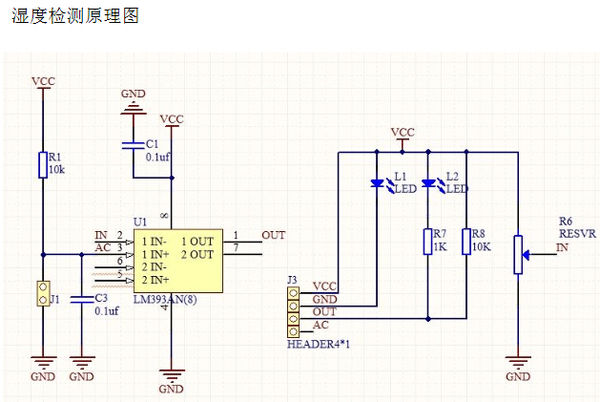 湿度检测原理图
VCC
GND
VCC
C1
0.1uf
R1
10k
U1
8
IN 2 1 IN- 1 OUT 1 OUT
AC 3 1 IN+ 2 OUT 7
6 2 IN-
5 2 IN+
LM393AN(8)
4
J1
C3
0.1uf
GND
GND
GND
VCC
L1
LED
L2
LED
R7
1K
R8
10K
R6
RESVR
IN
J3
VCC
GND
OUT
AC
HEADER4*1
GND